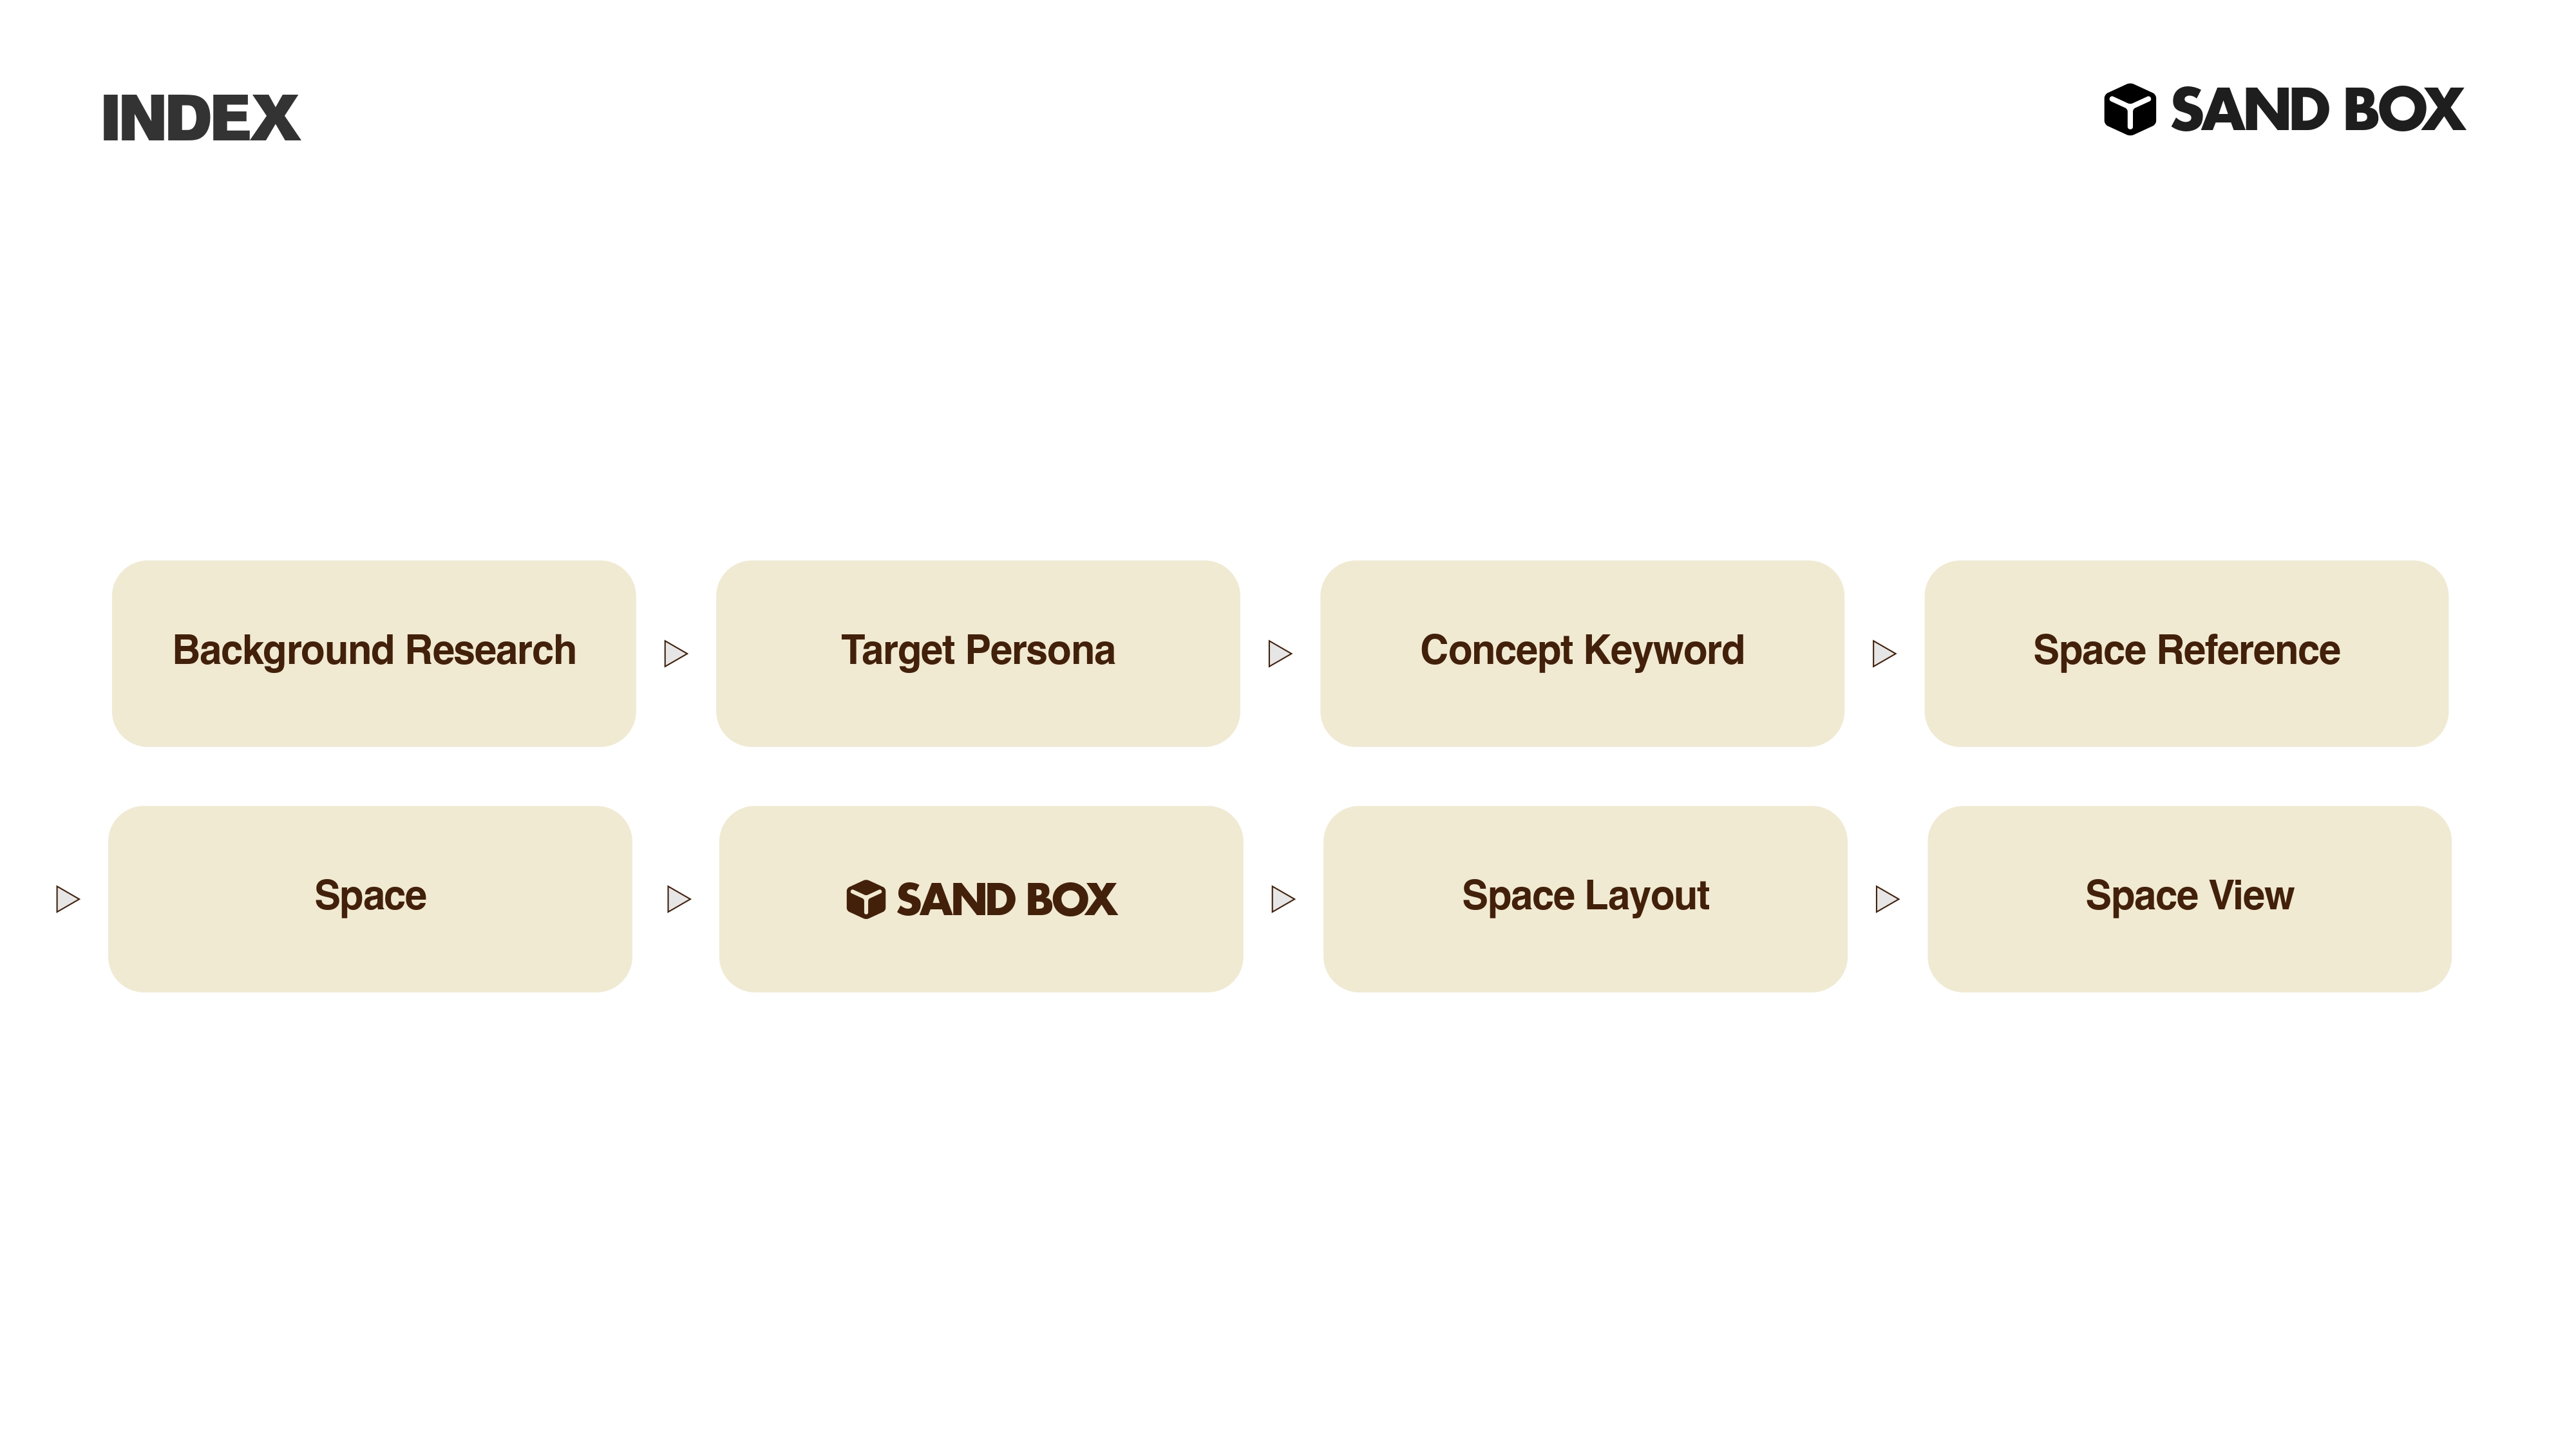 INDEX
SAND BOX
Background Research
Target Persona
Concept Keyword
Space Reference
Space
SAND BOX
Space Layout
Space View